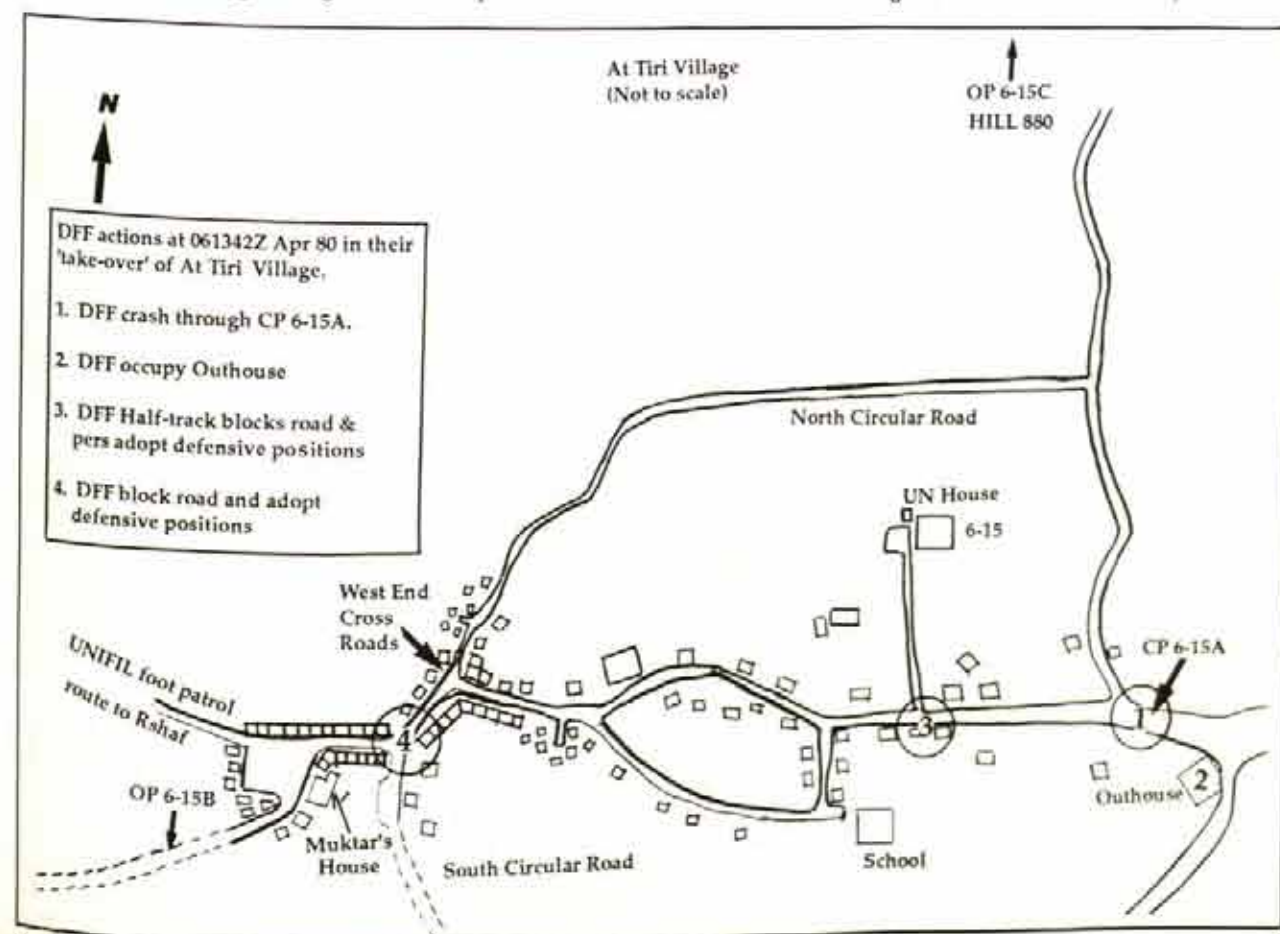 At Tiri Village
(Not to scale)
OP 6-15C
HILL 880
N
DFF actions at 061342Z Apr 80 in their
'take-over' of At Tiri Village.
1. DFF crash through CP 6-15A.
2. DFF occupy Outhouse
3. DFF Half-track blocks road &
pers adopt defensive positions
4. DFF block road and adopt
defensive positions
North Circular Road
UN House
6-15
West End
Cross
Roads
CP 6-15A
UNIFIL foot patrol
route to Rshaf
3
4
1
2
Outhouse
OP 6-15B
Muktar's
House
South Circular Road
School